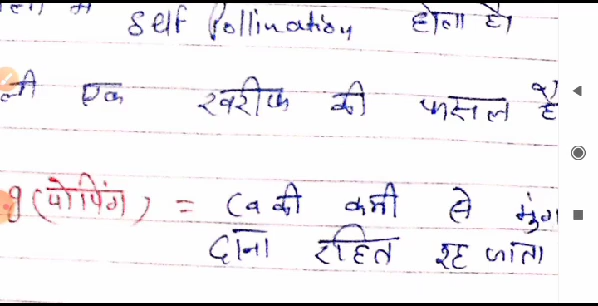 में Self Pollination होता है।
एक खरीफ की फसल है
g (पोपिंग) = Ca की कमी से मुंग
दाना रहित रह जाता